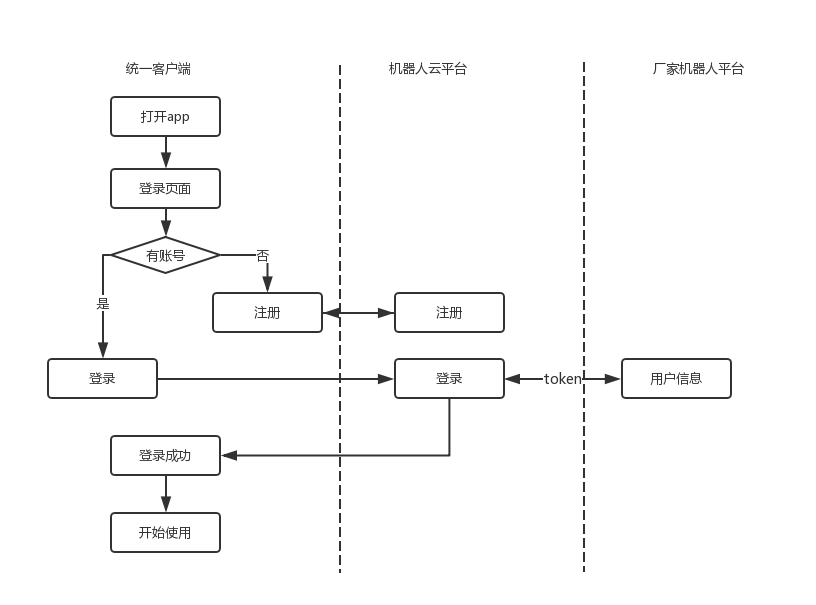 统一客户端
机器人云平台
厂家机器人平台
打开app
登录页面
有账号
否
是
注册
注册
登录
登录
token
用户信息
登录成功
开始使用